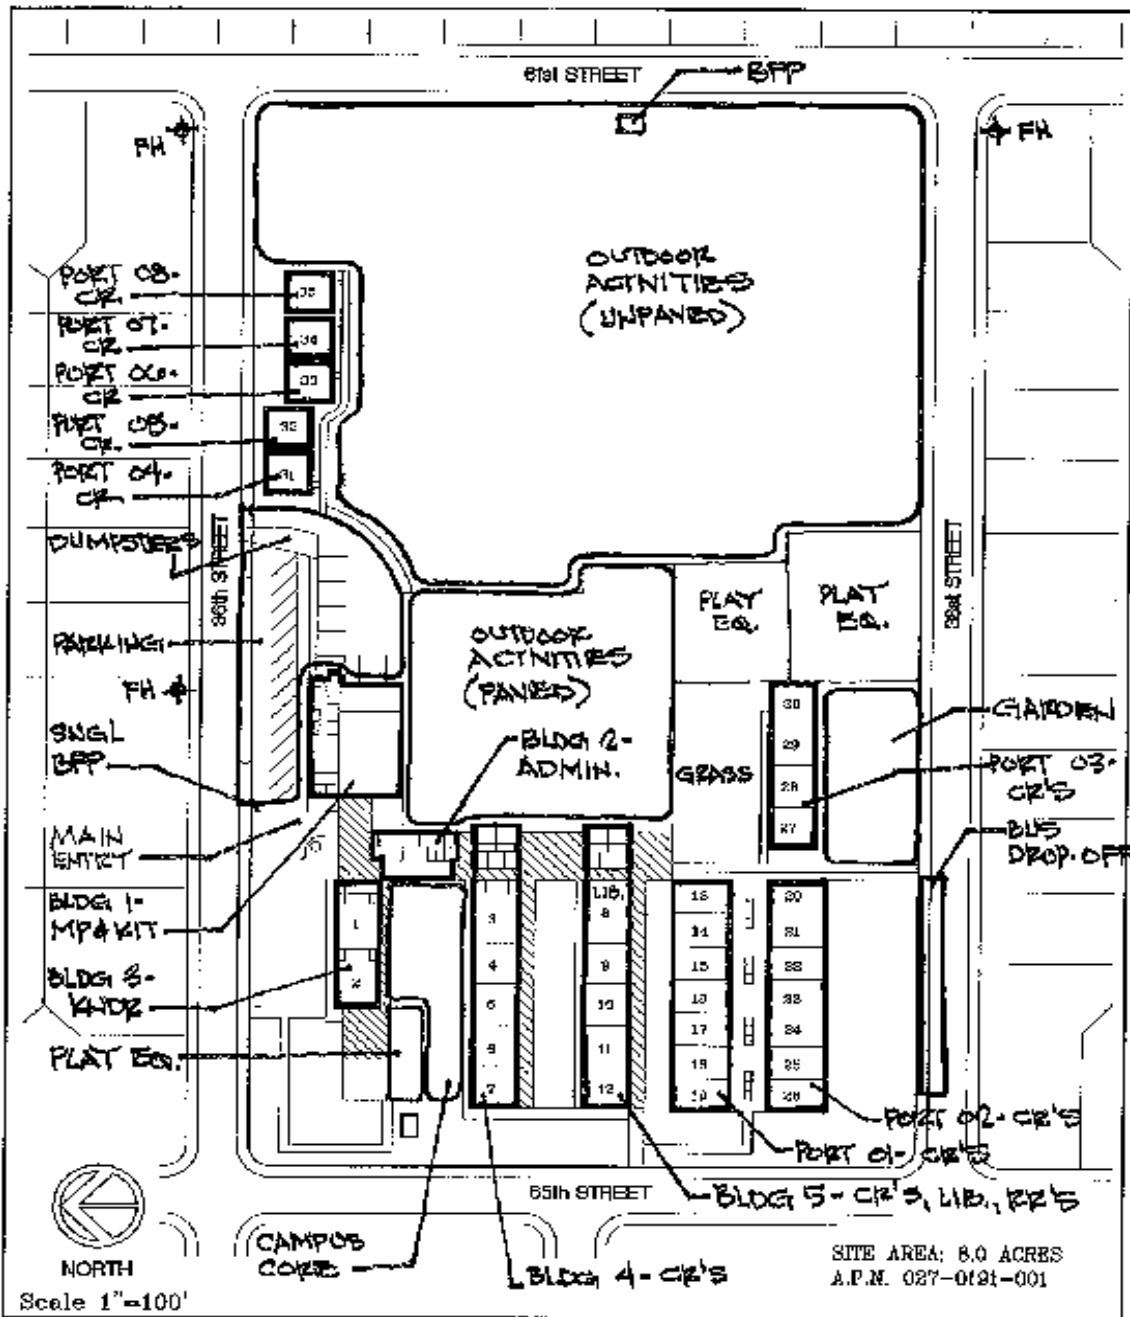 61st STREET
BFP
FH
FH
OUTDOOR
ACTIVITIES
(UNPAVED)
PORT 08-
CR.
35
PORT 07-
CR.
34
PORT 06-
CR
33
PORT 05-
CR.
32
PORT 04-
CR
31
DUMPSTERS
36th STREET
38st STREET
PARKING
FH
PLAY
EQ.
PLAY
EQ.
OUTDOOR
ACTIVITIES
(PAVED)
SNGL
BFP
BLDG 2-
ADMIN.
GRASS
30
29
28
27
GARDEN
PORT 03-
CR'S
MAIN
ENTRY
BUS
DROP-OFF
BLDG 1-
MP & KIT
BLDG 3-
KNDR
PLAY EQ.
1
2
3
4
5
6
7
LIB.
8
9
10
11
12
13
14
15
16
17
18
19
20
21
22
23
24
25
26
PORT 02- CR'S
PORT 01- CR'S
65th STREET
BLDG 5- CR'S, LIB., RR'S
CAMPUS
CORE
BLDG 4- CR'S
NORTH
Scale 1"=100'
SITE AREA: 8.0 ACRES
A.P.N. 027-0191-001